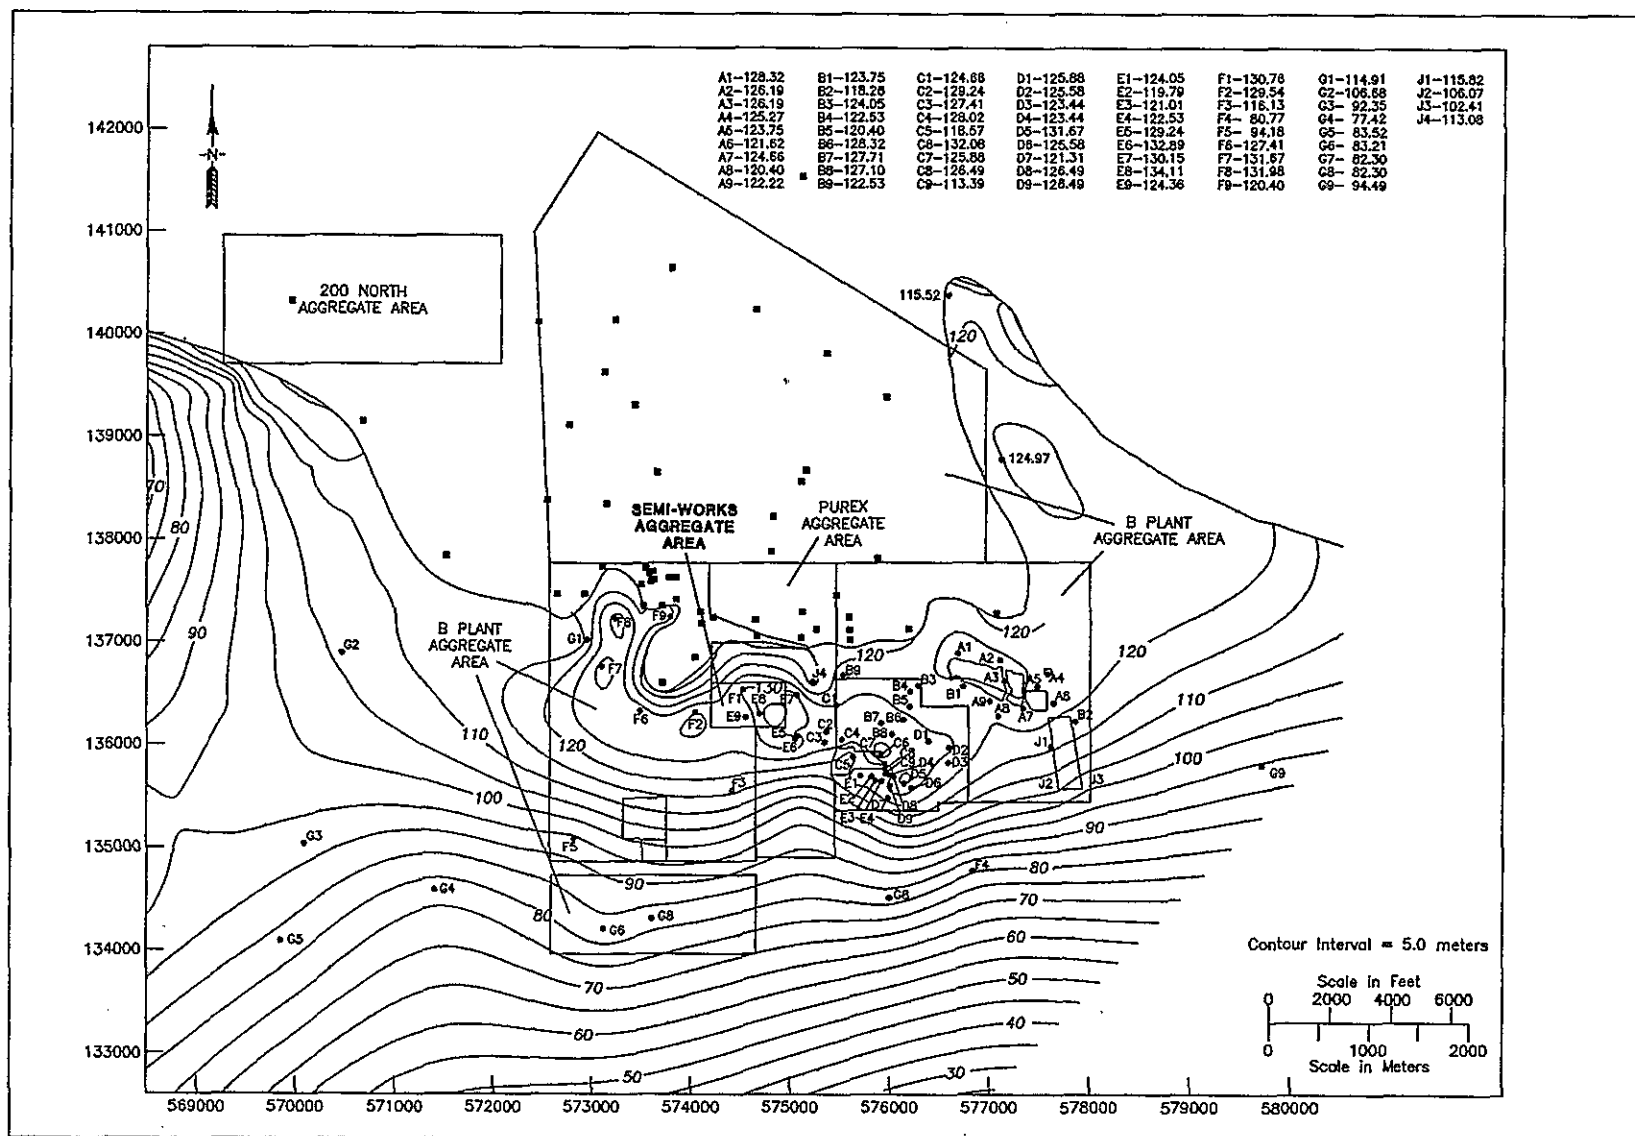 A1-128.32 B1-123.75 C1-124.68 D1-125.88 E1-124.05 F1-130.76 G1-114.91 J1-115.82
A2-126.19 B2-118.26 C2-129.24 D2-125.58 E2-119.79 F2-129.54 G2-106.68 J2-106.07
A3-126.19 B3-124.05 C3-127.41 D3-123.44 E3-121.01 F3-116.13 G3- 92.35 J3-102.41
A4-125.27 B4-122.53 C4-128.02 D4-123.44 E4-122.53 F4- 80.77 G4- 77.42 J4-113.08
A5-123.75 B5-120.40 C5-118.57 D5-131.67 E5-129.24 F5- 94.18 G5- 83.52
A6-121.62 B6-128.32 C6-132.08 D6-125.58 E6-132.89 F6-127.41 G6- 83.21
A7-124.66 B7-127.71 C7-125.88 D7-121.31 E7-130.15 F7-131.67 G7- 82.30
A8-120.40 B8-127.10 C8-126.49 D8-126.49 E8-134.11 F8-131.98 G8- 82.30
A9-122.22 B9-122.53 C9-113.39 D9-126.49 E9-124.36 F9-120.40 G9- 94.49
N
142000
141000
140000
139000
138000
137000
136000
135000
134000
133000
200 NORTH
AGGREGATE AREA
115.52
120
124.97
SEMI-WORKS
AGGREGATE
AREA
PUREX
AGGREGATE
AREA
B PLANT
AGGREGATE AREA
70
80
90
B PLANT
AGGREGATE
AREA
G1
G2
F8
F9
F7
F6
F2
J4
B9
120
120
120
110
100
A1
A2
A3
A4
A5
A6
A7
A8
A9
B1
B2
B3
B4
B5
B6
B7
B8
130
F1
E8
E7
E9
E5
E6
C1
C2
C3
C4
C5
C6
C7
C8
C9
D1
D2
D3
D4
D5
D6
D7
D8
D9
E1
E2
E3
E4
J1
J2
J3
G9
110
120
100
F3
F5
G3
G4
G5
90
80
G8
G6
F4
G8
90
80
70
60
50
40
30
70
60
50
Contour Interval = 5.0 meters
Scale in Feet
0 2000 4000 6000
0 1000 2000
Scale in Meters
569000 570000 571000 572000 573000 574000 575000 576000 577000 578000 579000 580000